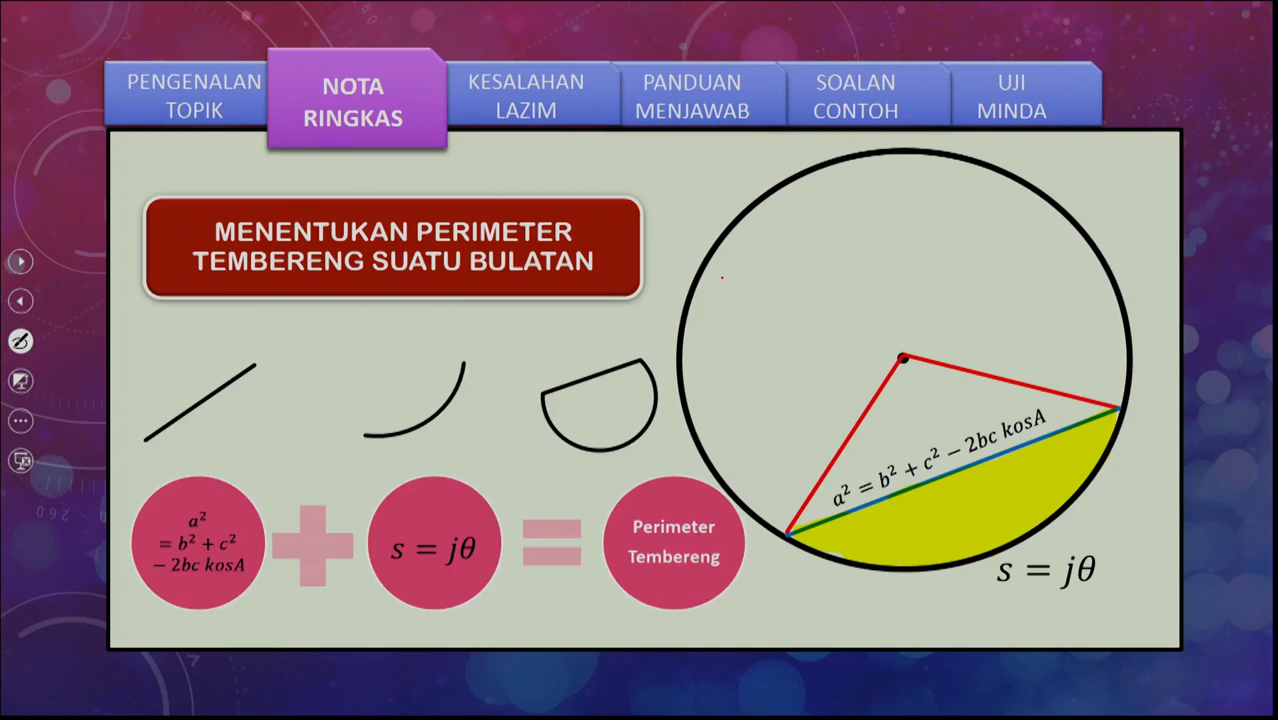 PENGENALAN
TOPIK
NOTA
RINGKAS
KESALAHAN
LAZIM
PANDUAN
MENJAWAB
SOALAN
CONTOH
UJI
MINDA
MENENTUKAN PERIMETER
TEMBERENG SUATU BULATAN
a² = b² + c² − 2bc kosA
s = jθ
a²
= b² + c²
− 2bc kosA
+
s = jθ
=
Perimeter
Tembereng
260